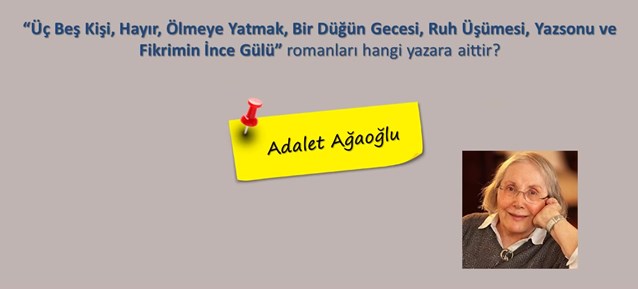 “Üç Beş Kişi, Hayır, Ölmeye Yatmak, Bir Düğün Gecesi, Ruh Üşümesi, Yazsonu ve
Fikrimin İnce Gülü” romanları hangi yazara aittir?
Adalet Ağaoğlu